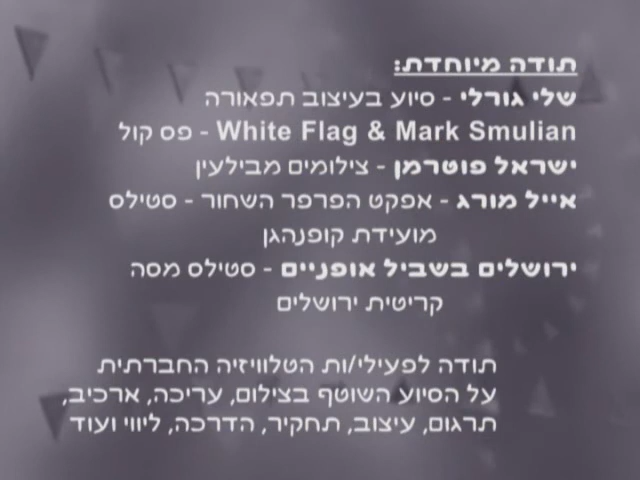 תודה מיוחדת:
שלי גורלי - סיוע בעיצוב תפאורה
White Flag & Mark Smulian - פס קול
ישראל פוטרמן - צילומים מבילעין
אייל מורג - אפקט הפרפר השחור - סטילס
מועידת קופנהגן
ירושלים בשביל אופניים - סטילס מסה
קריטית ירושלים
תודה לפעילי/ות הטלוויזיה החברתית
על הסיוע השוטף בצילום, עריכה, ארכיב,
תרגום, עיצוב, תחקיר, הדרכה, ליווי ועוד